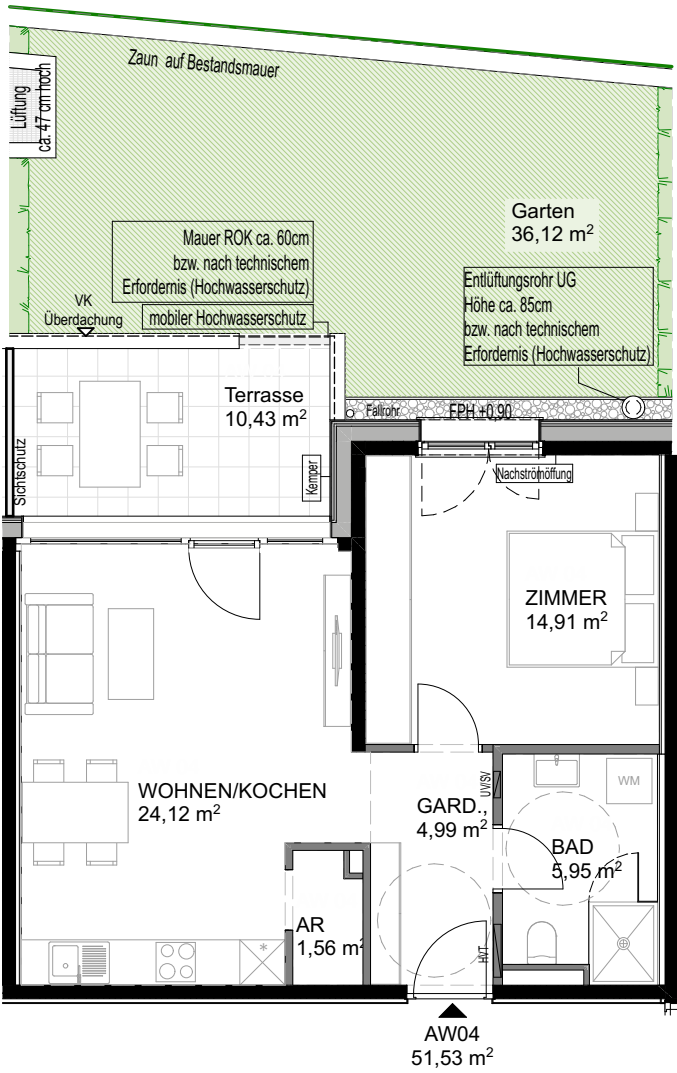 Zaun auf Bestandsmauer
Lüftung
ca. 47 cm hoch
Garten
36,12 m²
Mauer ROK ca. 60cm
bzw. nach technischem
Erfordernis (Hochwasserschutz)
mobiler Hochwasserschutz
VK
Überdachung
Entlüftungsrohr UG
Höhe ca. 85cm
bzw. nach technischem
Erfordernis (Hochwasserschutz)
Terrasse
10,43 m²
Fallrohr
FPH +0,90
Sichtschutz
Kemper
Nachströmöffung
ZIMMER
14,91 m²
WOHNEN/KOCHEN
24,12 m²
UV/SV
GARD.,
4,99 m²
WM
BAD
5,95 m²
AR
1,56 m²
*
HVT
AW04
51,53 m²